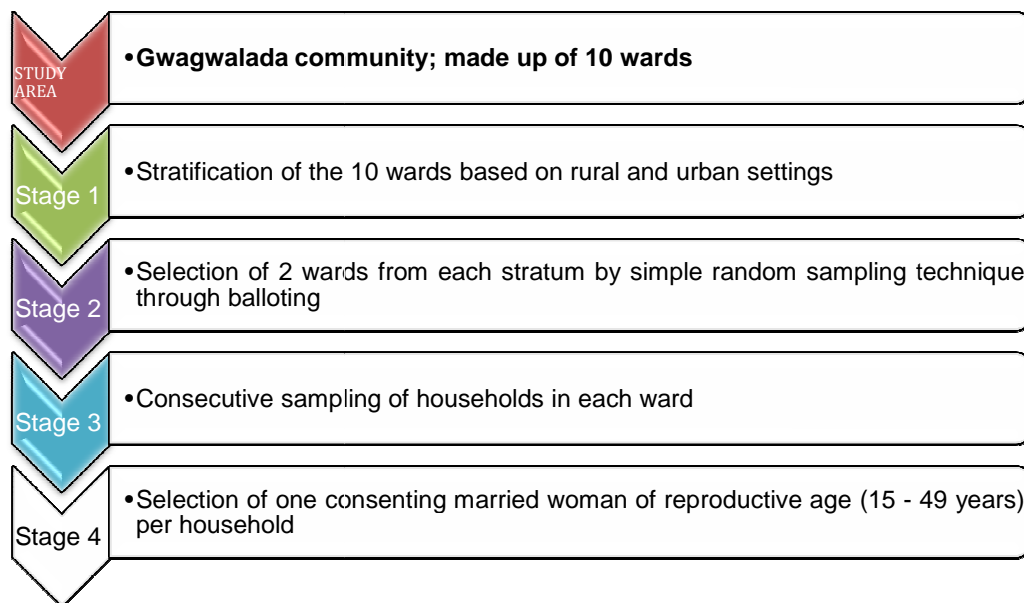 STUDY
AREA
•Gwagwalada community; made up of 10 wards
Stage 1
•Stratification of the 10 wards based on rural and urban settings
Stage 2
•Selection of 2 wards from each stratum by simple random sampling technique
through balloting
Stage 3
•Consecutive sampling of households in each ward
Stage 4
•Selection of one consenting married woman of reproductive age (15 - 49 years)
per household